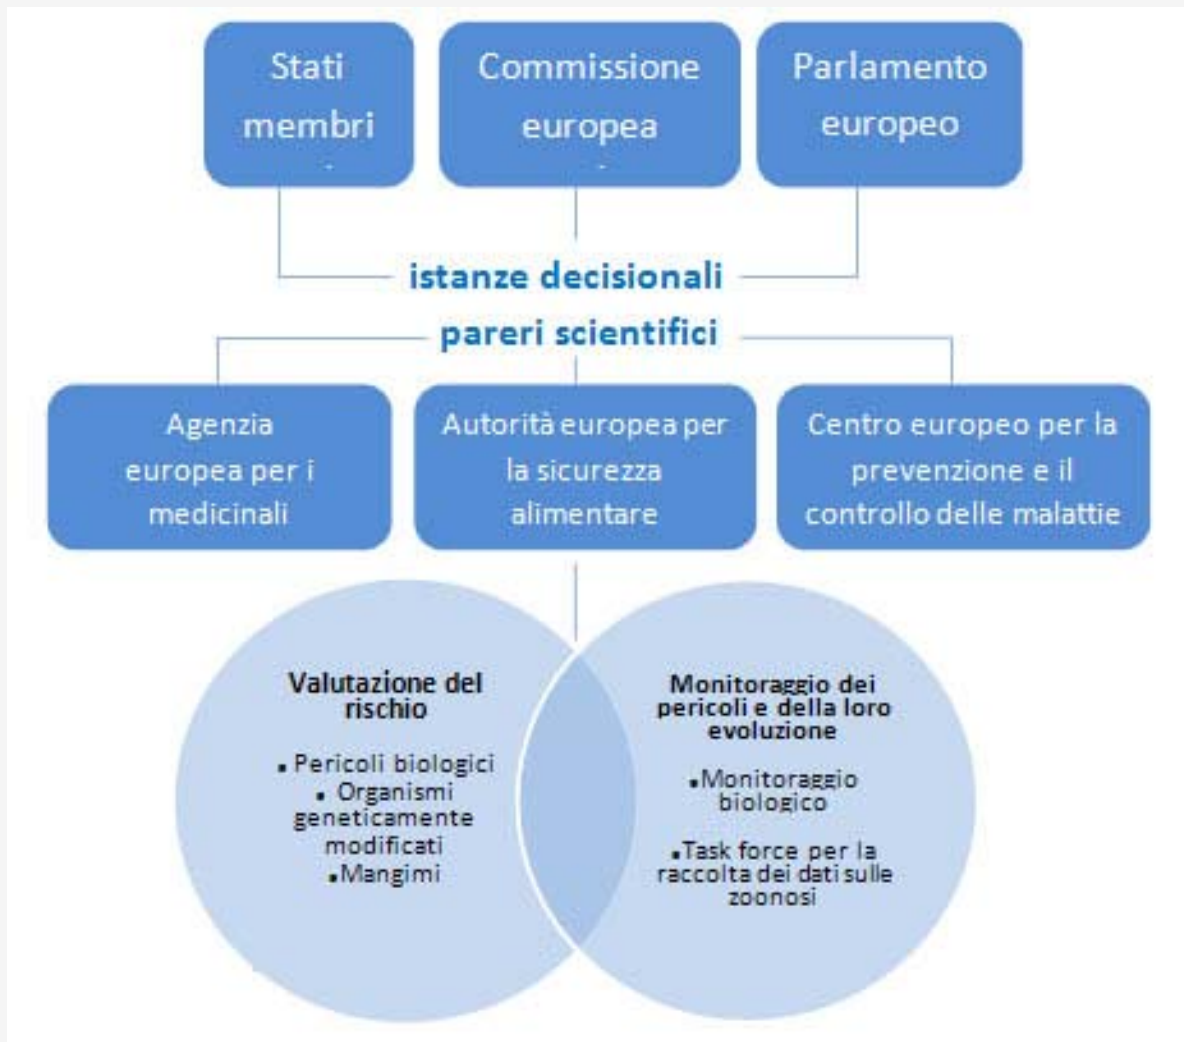 Stati
membri
Commissione
europea
Parlamento
europeo
istanze decisionali
pareri scientifici
Agenzia
europea per i
medicinali
Autorità europea per
la sicurezza
alimentare
Centro europeo per la
prevenzione e il
controllo delle malattie
Valutazione del
rischio
▪ Pericoli biologici
▪ Organismi
geneticamente
modificati
▪Mangimi
Monitoraggio dei
pericoli e della loro
evoluzione
▪Monitoraggio
biologico
▪Task force per la
raccolta dei dati sulle
zoonosi